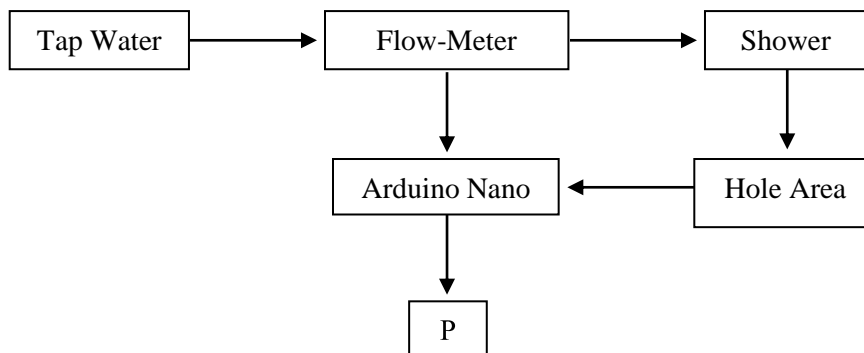 Tap Water
Flow-Meter
Shower
Arduino Nano
Hole Area
P